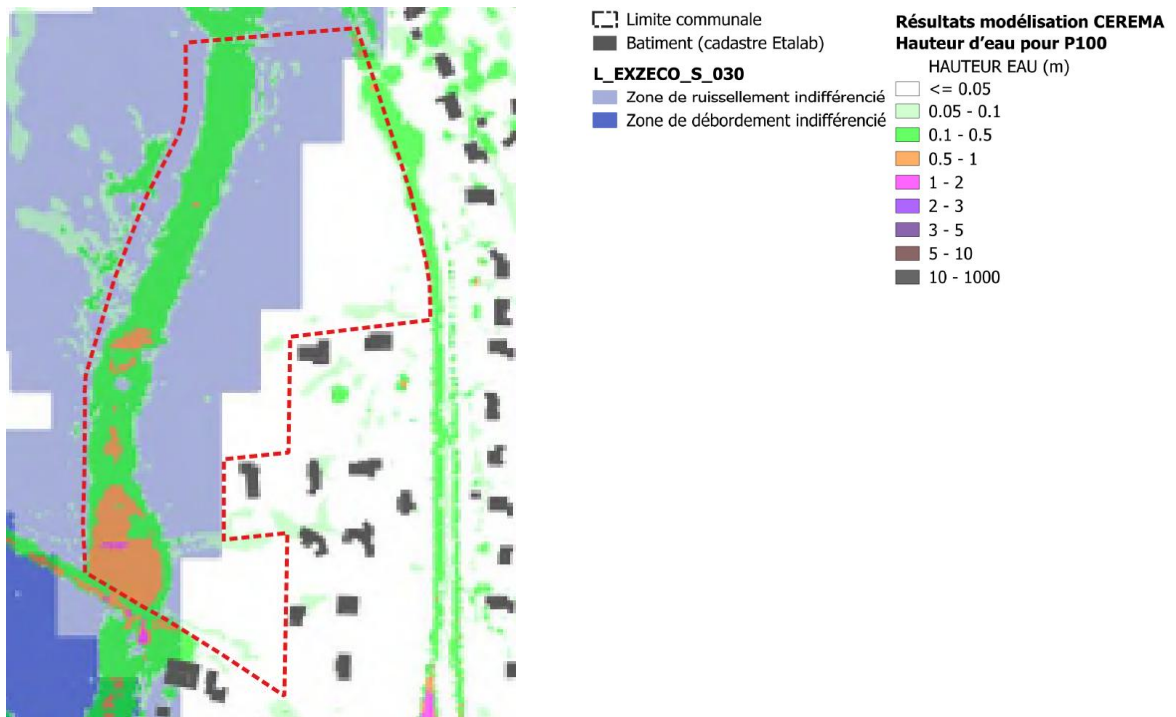 Limite communale
Batiment (cadastre Etalab)
L_EXZECO_S_030
Zone de ruissellement indifférencié
Zone de débordement indifférencié
Résultats modélisation CEREMA
Hauteur d'eau pour P100
HAUTEUR EAU (m)
<= 0.05
0.05 - 0.1
0.1 - 0.5
0.5 - 1
1 - 2
2 - 3
3 - 5
5 - 10
10 - 1000